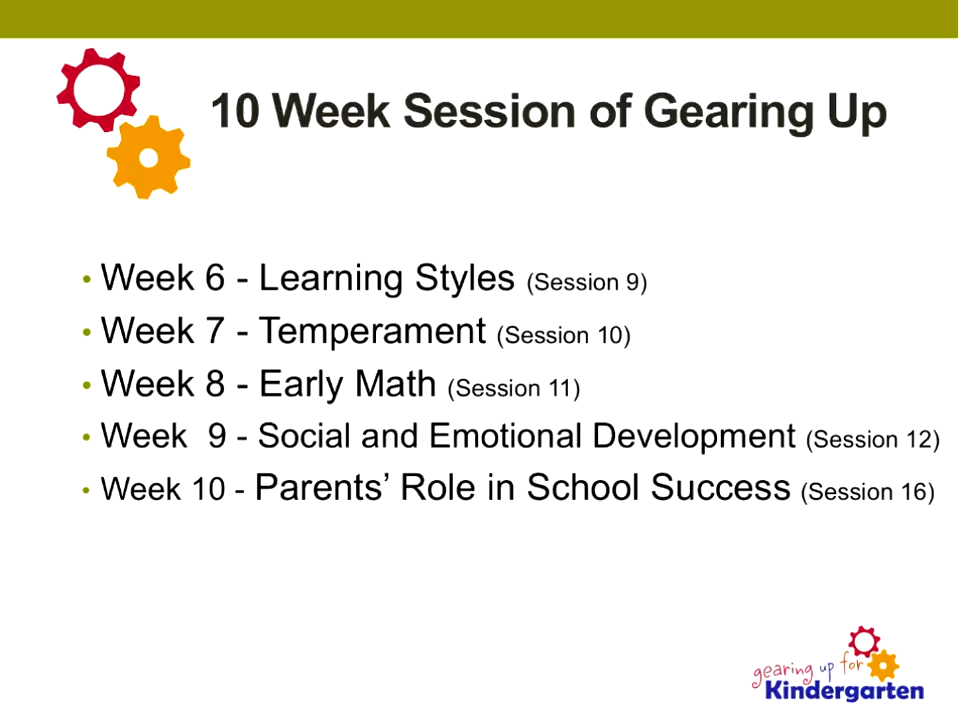 10 Week Session of Gearing Up
• Week 6 - Learning Styles (Session 9)
• Week 7 - Temperament (Session 10)
• Week 8 - Early Math (Session 11)
• Week  9 - Social and Emotional Development (Session 12)
• Week 10 - Parents’ Role in School Success (Session 16)
gearing up for
Kindergarten